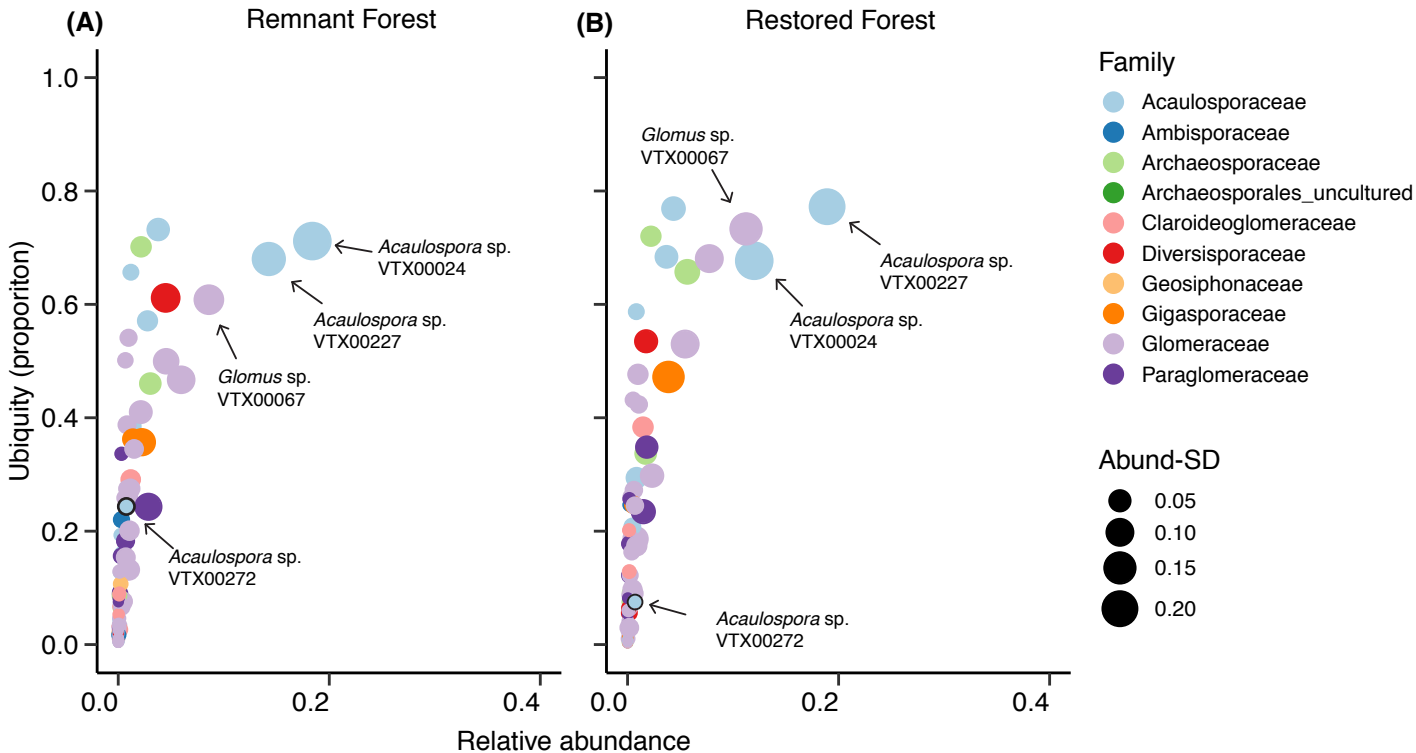 (A)
Remnant Forest
(B)
Restored Forest
Ubiquity (proporiton)
1.0
0.8
0.6
0.4
0.2
0.0
Acaulospora sp.
VTX00024
Acaulospora sp.
VTX00227
Glomus sp.
VTX00067
Acaulospora sp.
VTX00272
0.0
0.2
0.4
Glomus sp.
VTX00067
Acaulospora sp.
VTX00227
Acaulospora sp.
VTX00024
Acaulospora sp.
VTX00272
0.0
0.2
0.4
Relative abundance
Family
Acaulosporaceae
Ambisporaceae
Archaeosporaceae
Archaeosporales_uncultured
Claroideoglomeraceae
Diversisporaceae
Geosiphonaceae
Gigasporaceae
Glomeraceae
Paraglomeraceae
Abund-SD
0.05
0.10
0.15
0.20